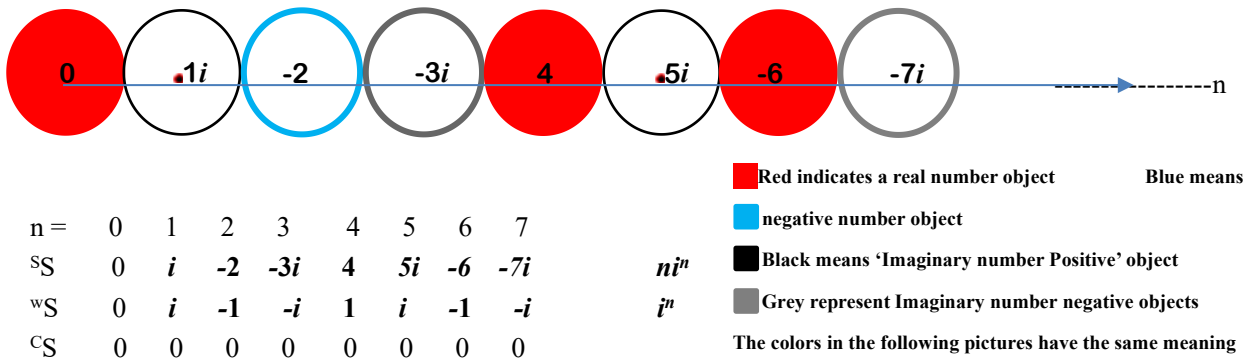 0 1i -2 -3i 4 5i -6 -7i
n
Red indicates a real number object Blue means
negative number object
Black means ‘Imaginary number Positive’ object
Grey represent Imaginary number negative objects
The colors in the following pictures have the same meaning
n = 0 1 2 3 4 5 6 7
SS 0 i -2 -3i 4 5i -6 -7i niⁿ
wS 0 i -1 -i 1 i -1 -i iⁿ
CS 0 0 0 0 0 0 0 0